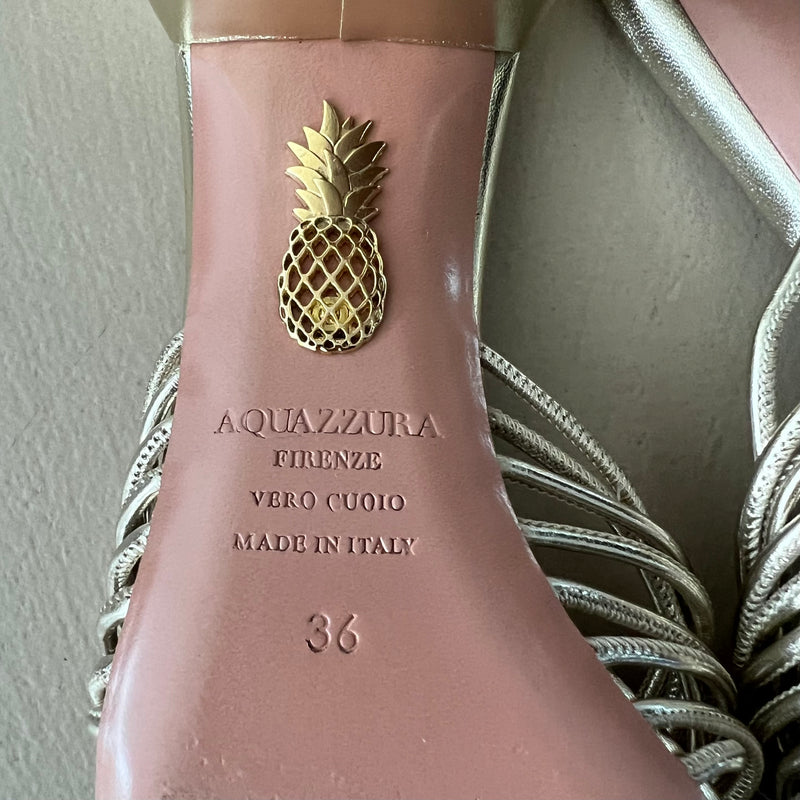 AQUAZZURA
FIRENZE
VERO CUOIO
MADE IN ITALY
36